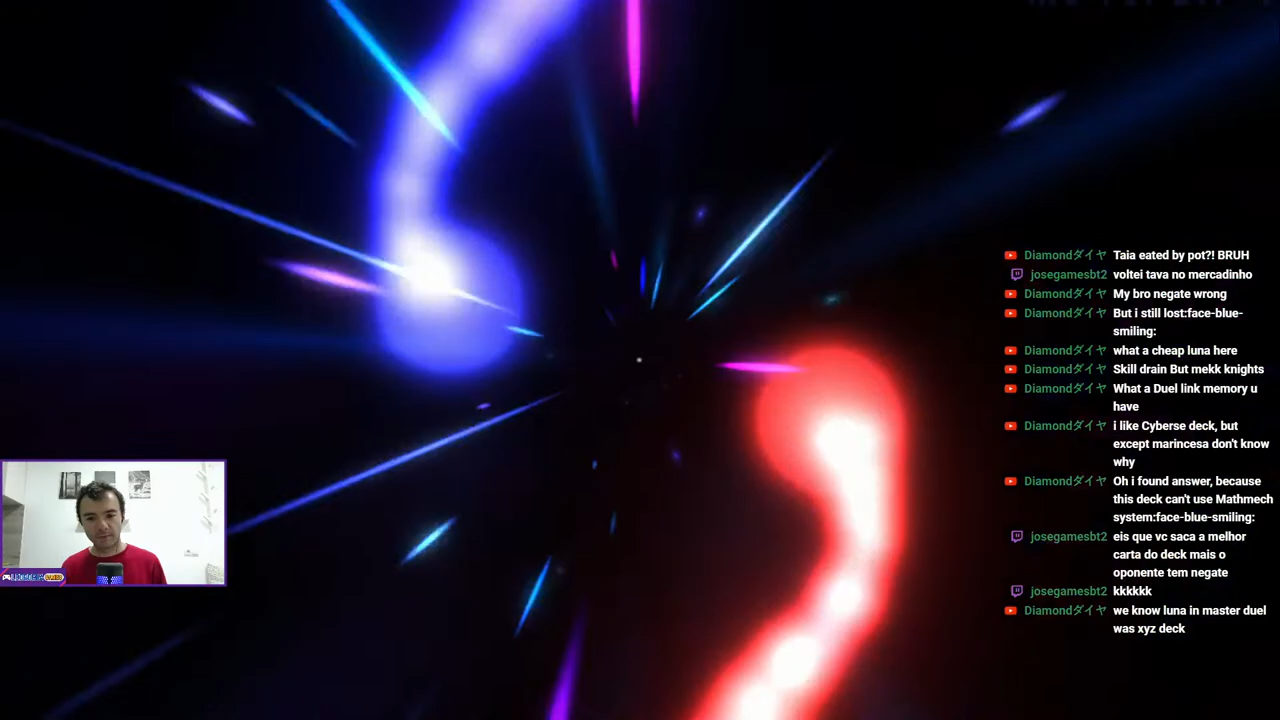 Diamondダイヤ Taia eated by pot?! BRUH
josegamesbt2 voltei tava no mercadinho
Diamondダイヤ My bro negate wrong
Diamondダイヤ But i still lost:face-blue-
smiling:
Diamondダイヤ what a cheap luna here
Diamondダイヤ Skill drain But mekk knights
Diamondダイヤ What a Duel link memory u
have
Diamondダイヤ i like Cyberse deck, but
except marincesa don't know
why
Diamondダイヤ Oh i found answer, because
this deck can't use Mathmech
system:face-blue-smiling:
josegamesbt2 eis que vc saca a melhor
carta do deck mais o
oponente tem negate
josegamesbt2 kkkkkk
Diamondダイヤ we know luna in master duel
was xyz deck